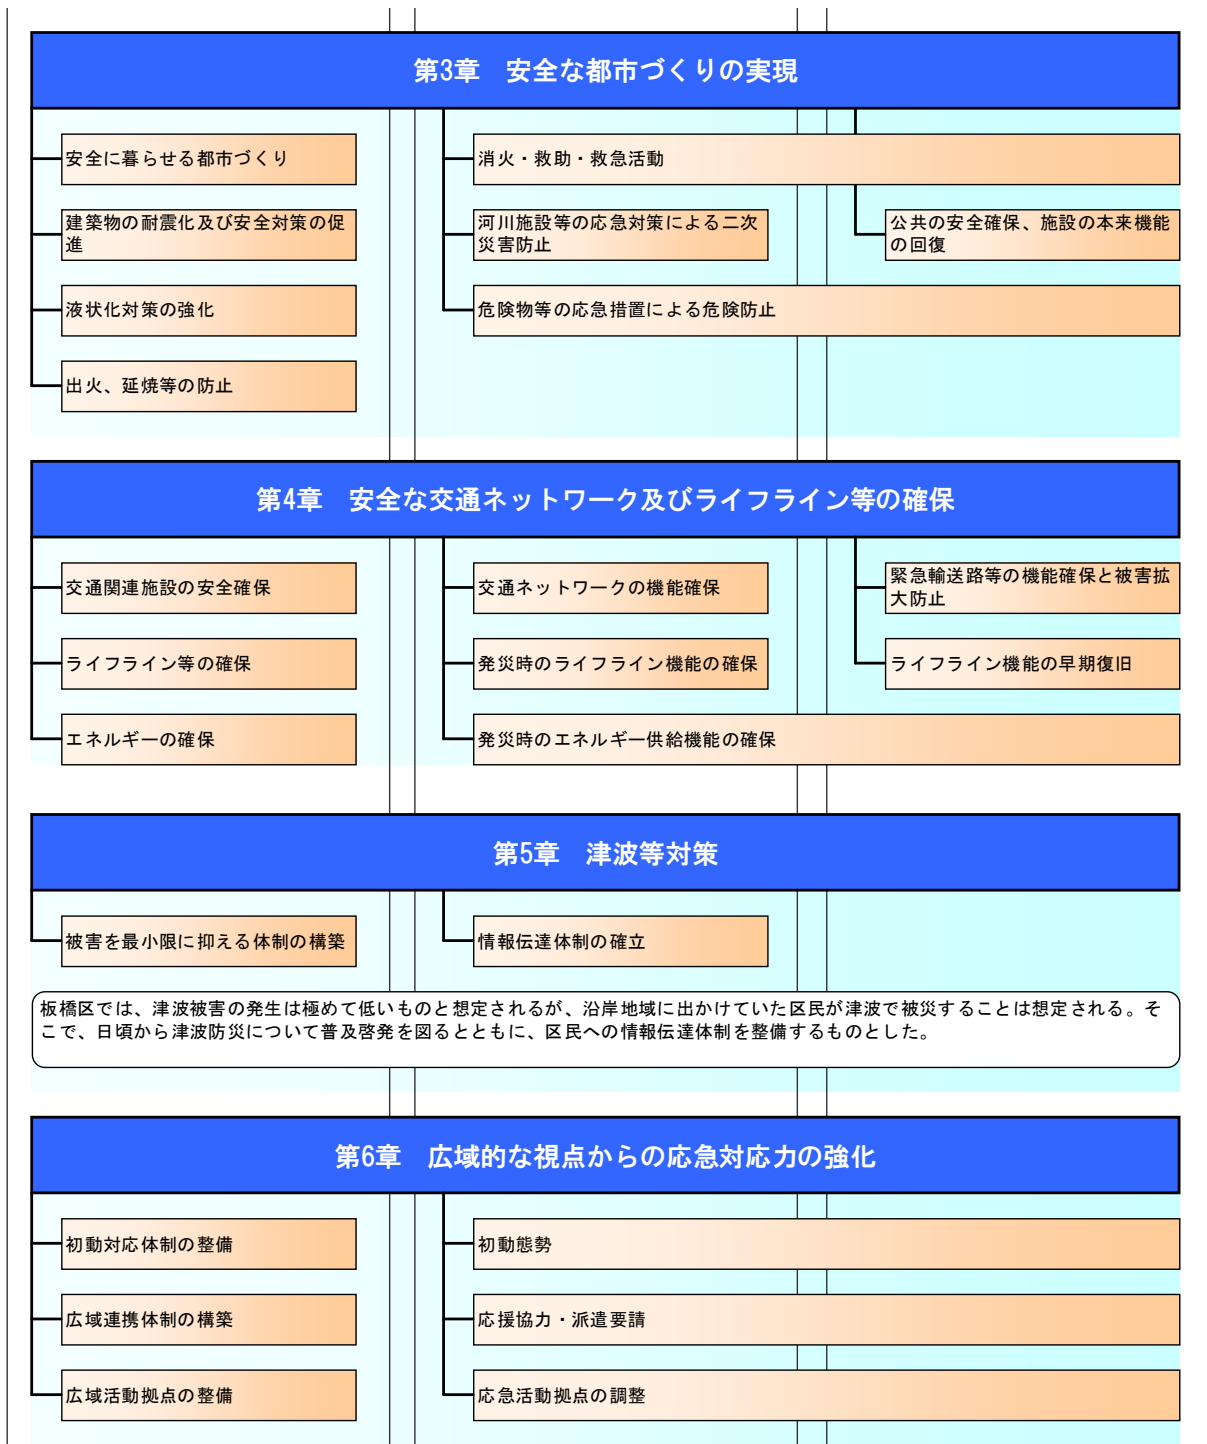 第3章　安全な都市づくりの実現
安全に暮らせる都市づくり
消火・救助・救急活動
建築物の耐震化及び安全対策の促
進
河川施設等の応急対策による二次
災害防止
公共の安全確保、施設の本来機能
の回復
液状化対策の強化
危険物等の応急措置による危険防止
出火、延焼等の防止
第4章　安全な交通ネットワーク及びライフライン等の確保
交通関連施設の安全確保
交通ネットワークの機能確保
緊急輸送路等の機能確保と被害拡
大防止
ライフライン等の確保
発災時のライフライン機能の確保
ライフライン機能の早期復旧
エネルギーの確保
発災時のエネルギー供給機能の確保
第5章　津波等対策
被害を最小限に抑える体制の構築
情報伝達体制の確立
板橋区では、津波被害の発生は極めて低いものと想定されるが、沿岸地域に出かけていた区民が津波で被災することは想定される。そ
こで、日頃から津波防災について普及啓発を図るとともに、区民への情報伝達体制を整備するものとした。
第6章　広域的な視点からの応急対応力の強化
初動対応体制の整備
初動態勢
広域連携体制の構築
応援協力・派遣要請
広域活動拠点の整備
応急活動拠点の調整